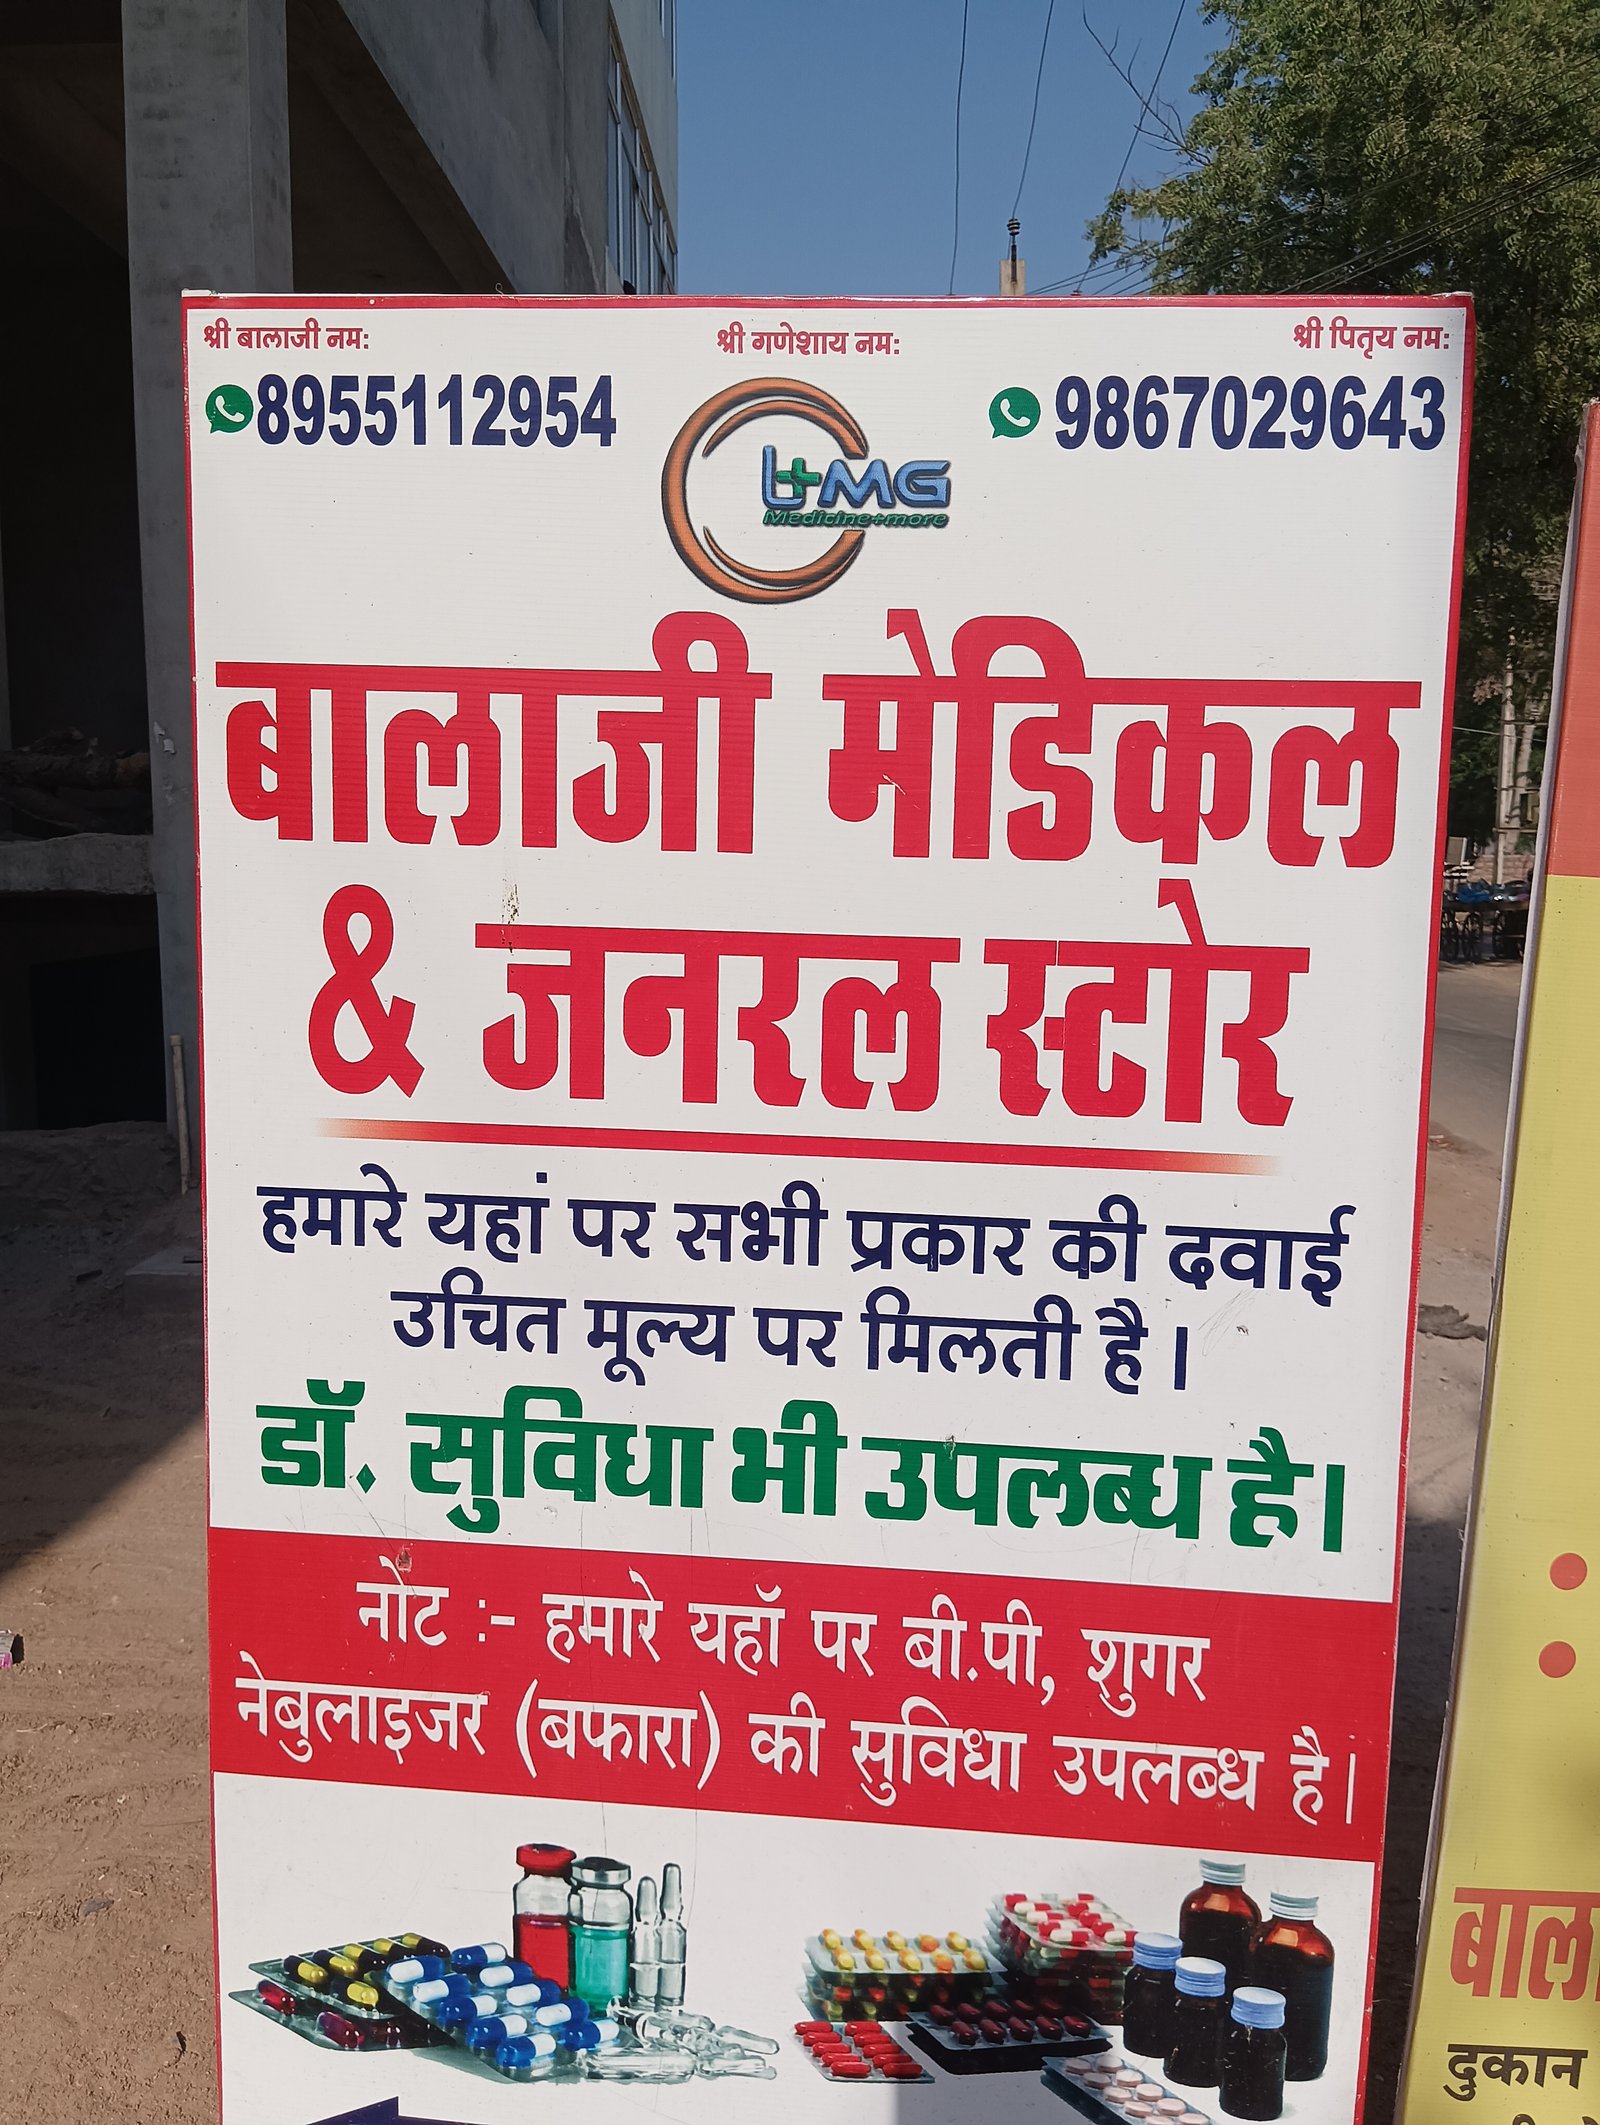 श्री बालाजी नमः श्री गणेशाय नमः श्री पितृय नमः
8955112954 9867029643
MG
Medicine+more
बालाजी मेडिकल
& जनरल स्टोर
हमारे यहां पर सभी प्रकार की दवाई
उचित मूल्य पर मिलती है।
डॉ. सुविधा भी उपलब्ध है।
नोट :- हमारे यहॉ पर बी.पी, शुगर
नेबुलाइजर (बफारा) की सुविधा उपलब्ध है।
दुकान